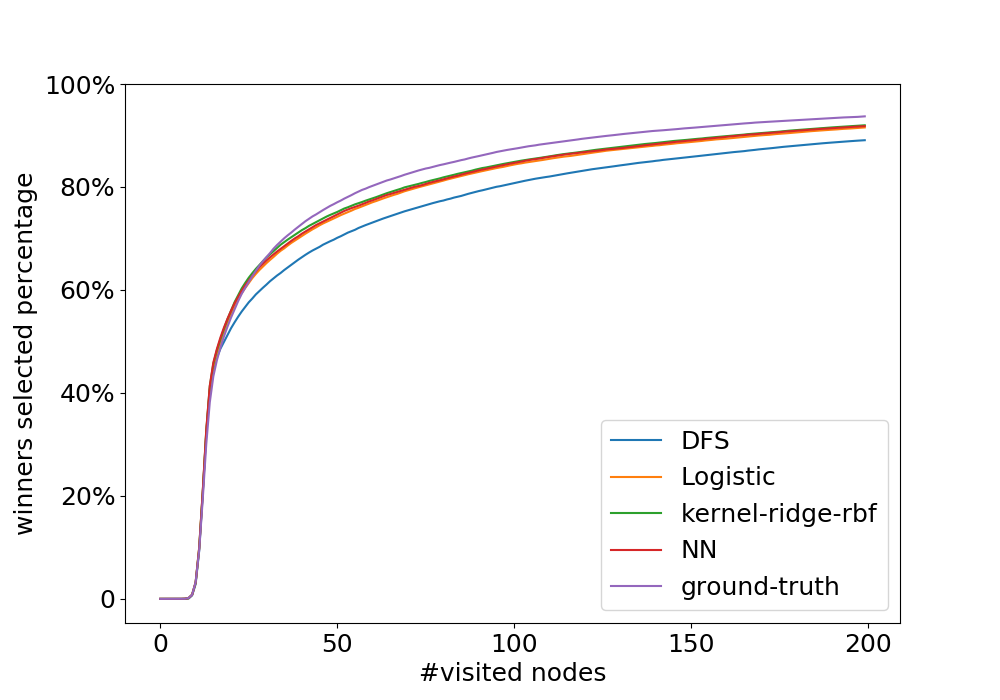 100%
80%
60%
40%
20%
0
winners selected percentage
0 50 100 150 200
#visited nodes
DFS
Logistic
kernel-ridge-rbf
NN
ground-truth